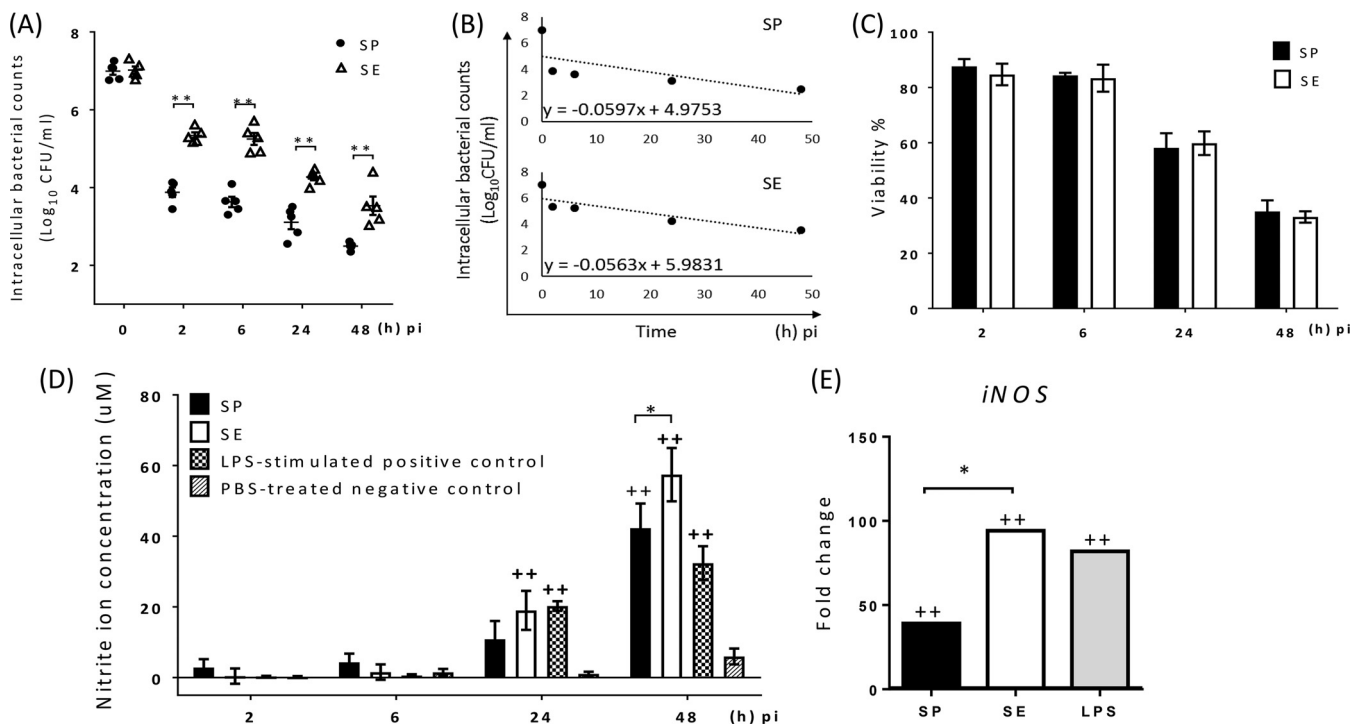 (A)
Intracellular bacterial counts
(Log10 CFU/ml)
8
6
4
2
SP
SE
**
**
**
**
0 2 6 24 48 (h) pi
(B)
Intracellular bacterial counts
(Log10CFU/ml)
SP
8
6
4
2
0
y = -0.0597x + 4.9753
0 10 20 30 40 50
SE
8
6
4
2
0
y = -0.0563x + 5.9831
0 10 20 30 40 50
Time (h) pi
(C)
Viability %
100
80
60
40
20
0
SP
SE
2 6 24 48 (h) pi
(D)
Nitrite ion concentration (uM)
80
60
40
20
0
SP
SE
LPS-stimulated positive control
PBS-treated negative control
++ ++
*
++ ++ ++
2 6 24 48 (h) pi
(E)
iNOS
Fold change
150
100
50
0
*
++ ++ ++
SP SE LPS